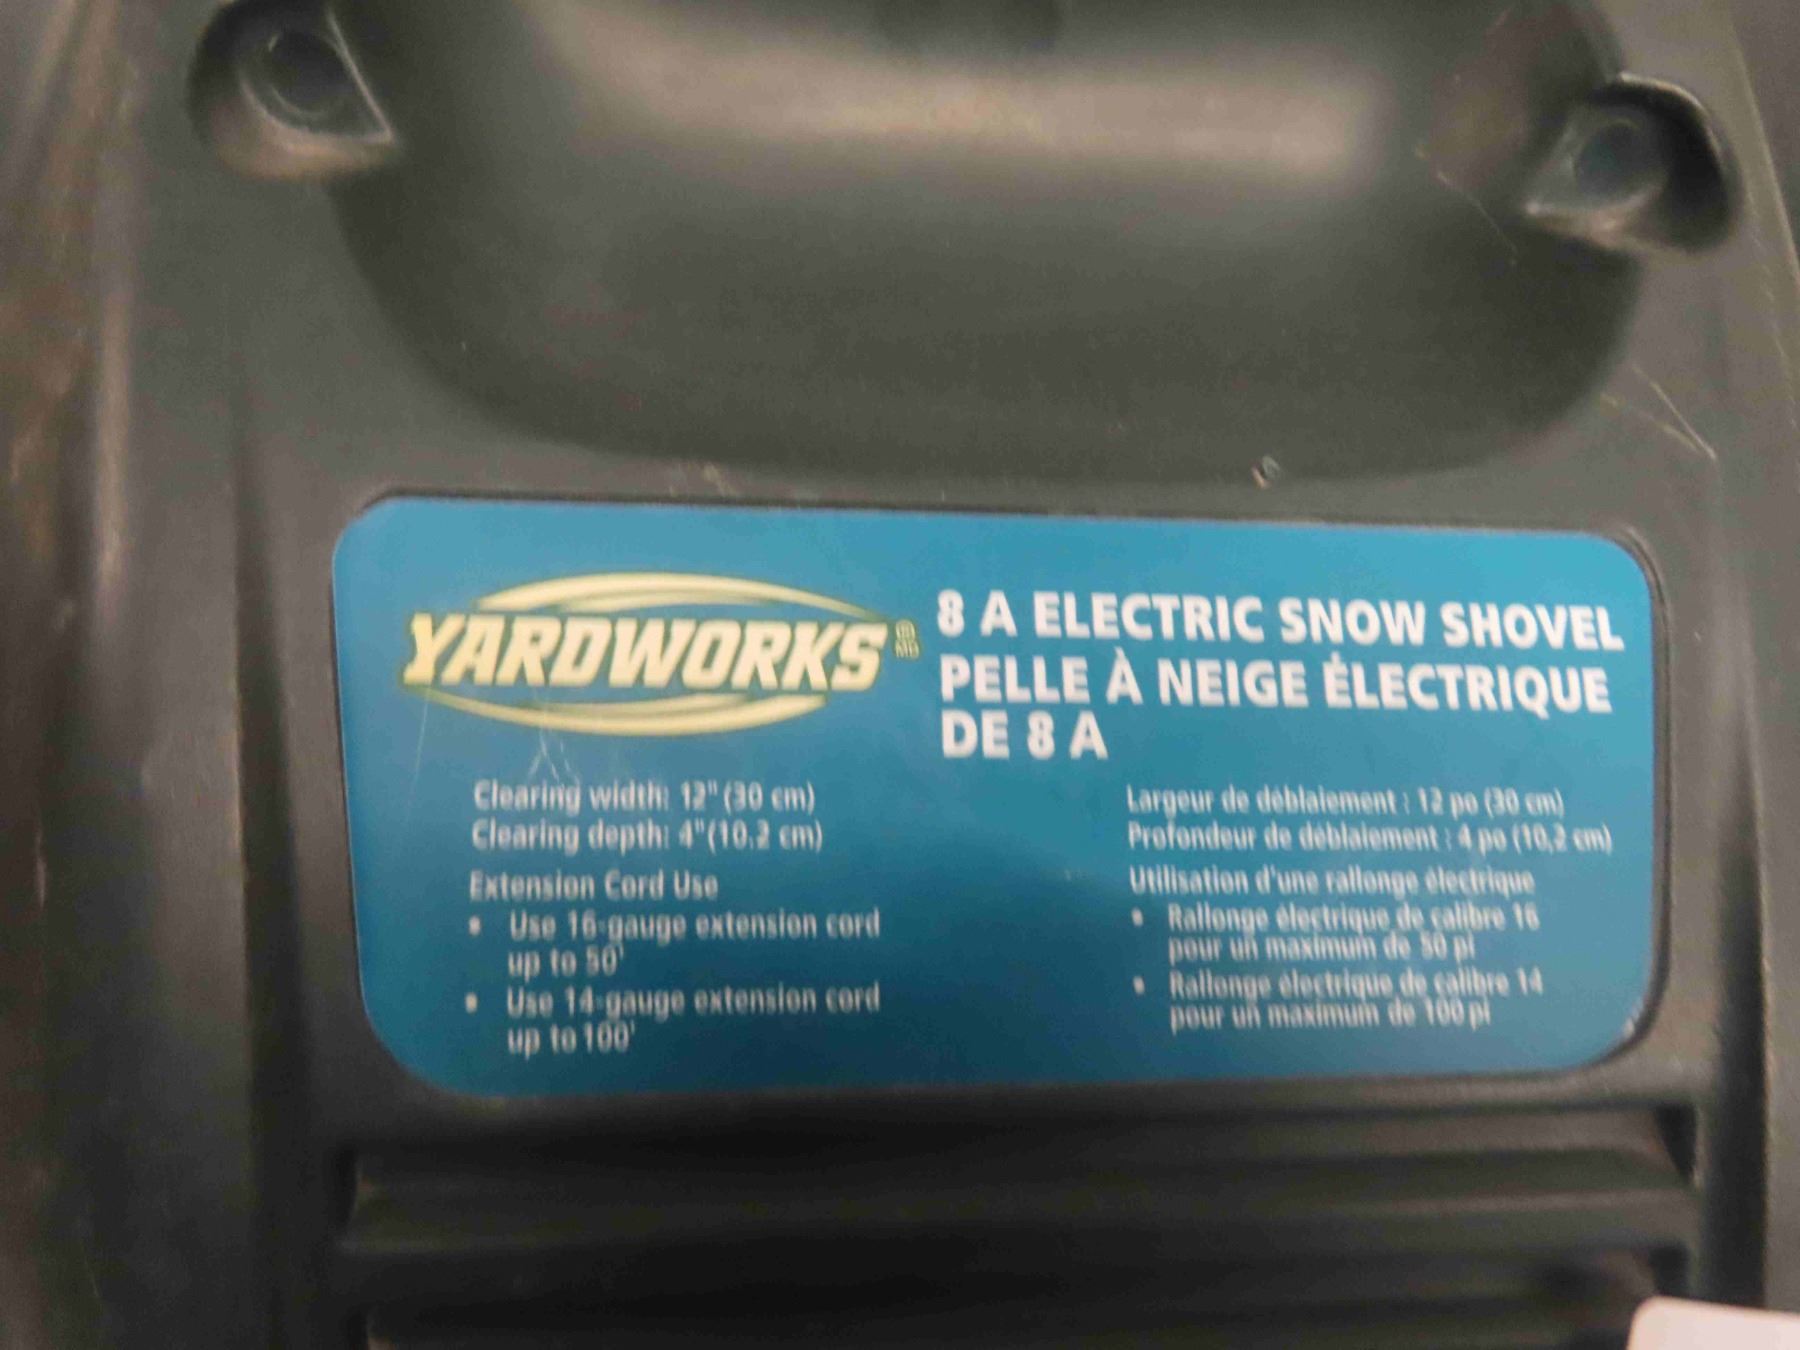 YARDWORKS
®
MD
8 A ELECTRIC SNOW SHOVEL
PELLE À NEIGE ÉLECTRIQUE
DE 8 A
Clearing width: 12" (30 cm)
Clearing depth: 4" (10.2 cm)
Extension Cord Use
• Use 16-gauge extension cord
up to 50'
• Use 14-gauge extension cord
up to 100'
Largeur de déblaiement : 12 po (30 cm)
Profondeur de déblaiement : 4 po (10,2 cm)
Utilisation d'une rallonge électrique
• Rallonge électrique de calibre 16
pour un maximum de 50 pi
• Rallonge électrique de calibre 14
pour un maximum de 100 pi